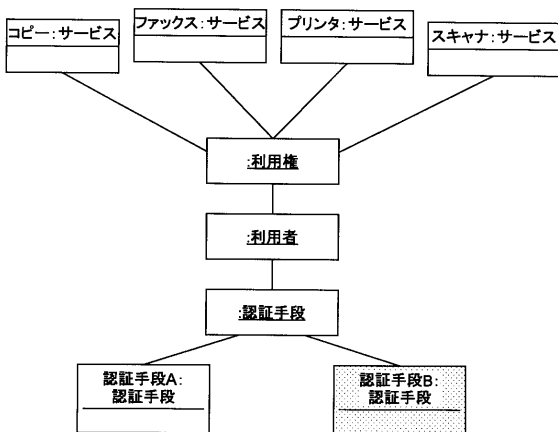 コピー:サービス
ファックス:サービス
プリンタ:サービス
スキャナ:サービス
:利用権
:利用者
:認証手段
認証手段A:
認証手段
認証手段B:
認証手段